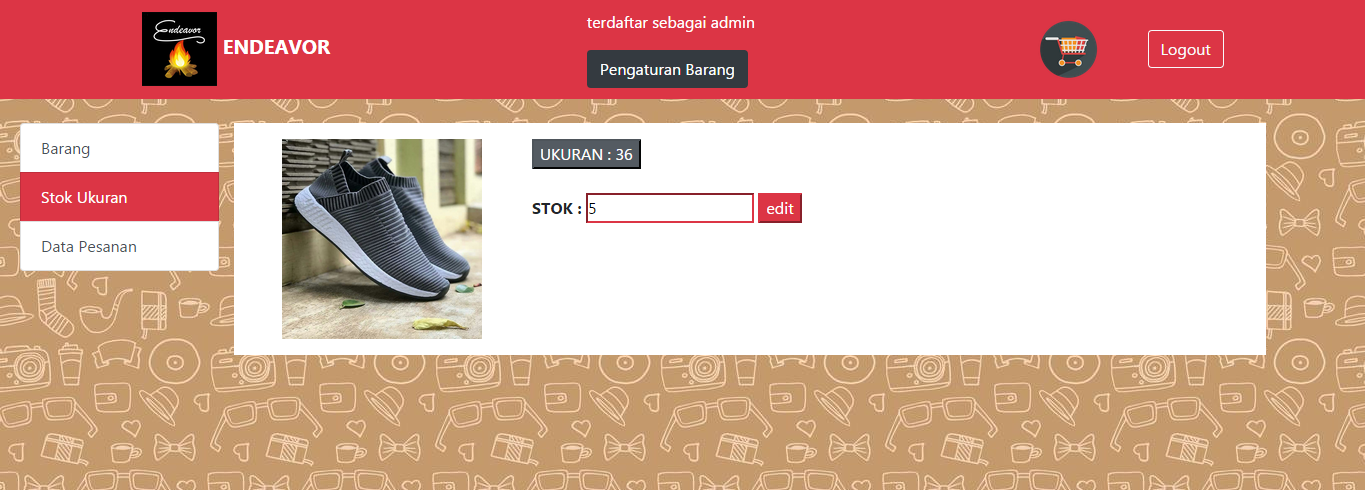 Endeavor
ENDEAVOR
terdaftar sebagai admin
Pengaturan Barang
Logout
Barang
Stok Ukuran
Data Pesanan
UKURAN : 36
STOK : 5 edit